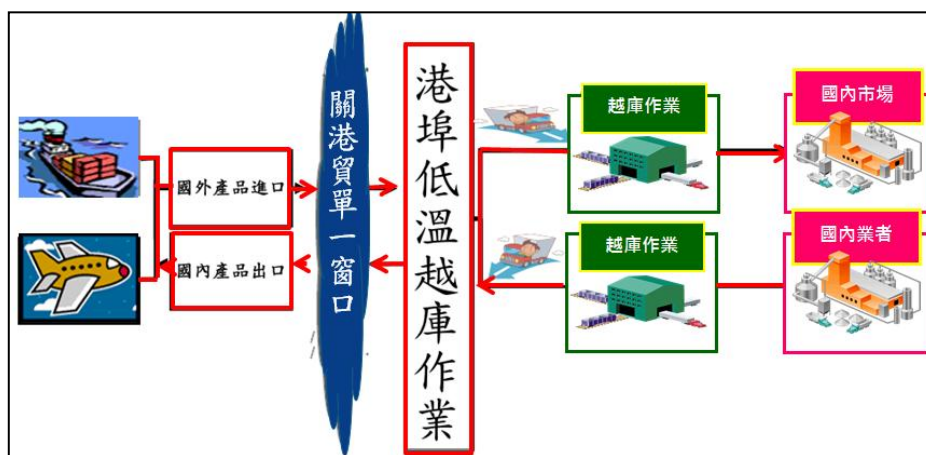 國外產品進口
國內產品出口
關港貿單一窗口
港埠低溫越庫作業
越庫作業
國內市場
越庫作業
國內業者